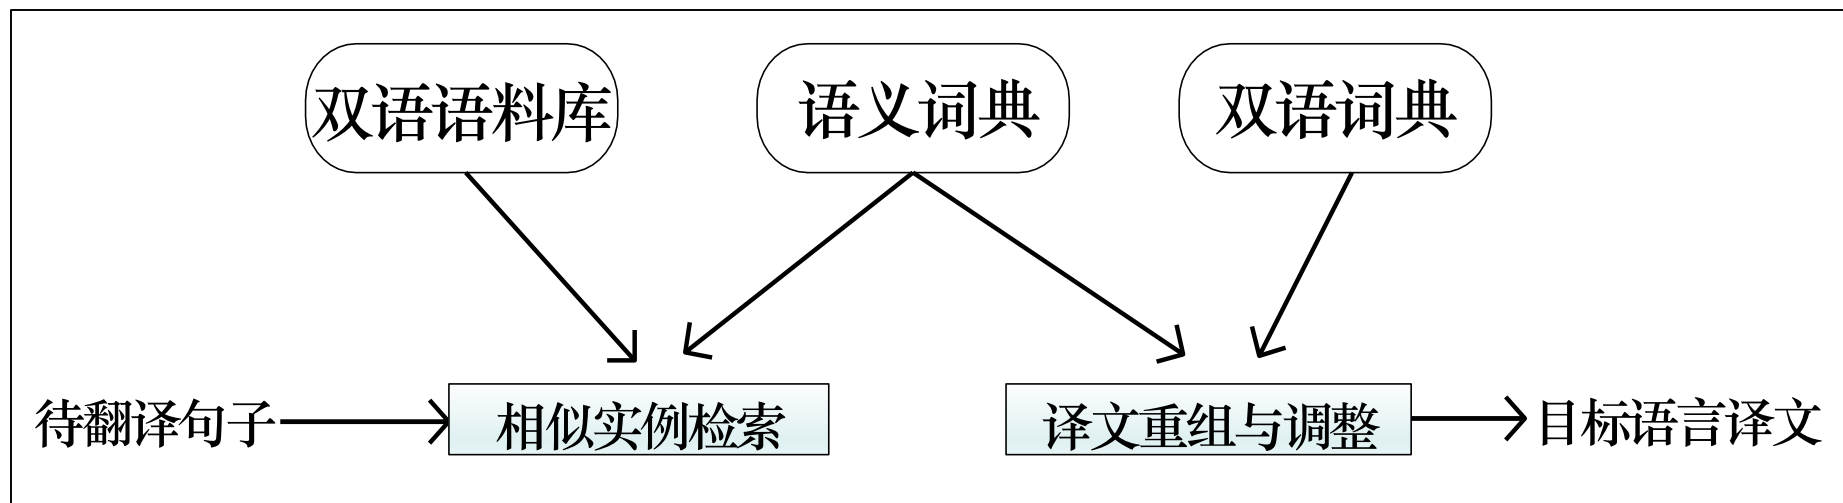 双语语料库
语义词典
双语词典
待翻译句子
相似实例检索
译文重组与调整
目标语言译文